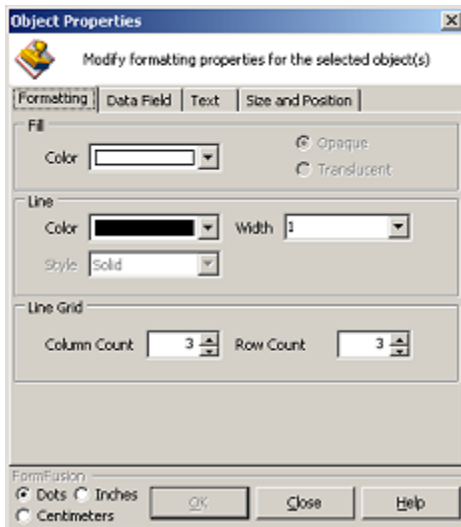 Object Properties
Modify formatting properties for the selected object(s)
Formatting Data Field Text Size and Position
Fill
Color Opaque
Translucent
Line
Color Width 1
Style Solid
Line Grid
Column Count 3 Row Count 3
FormFusion
Dots Inches
Centimeters
OK Close Help